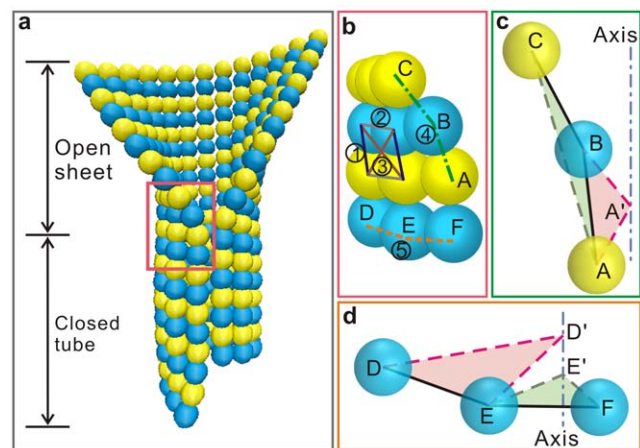 a
Open
sheet
Closed
tube
b
C
②
B
① ④
③
A
D
E
F
⑤
c
C
Axis
B
A'
A
d
D'
D
E'
E
F
Axis